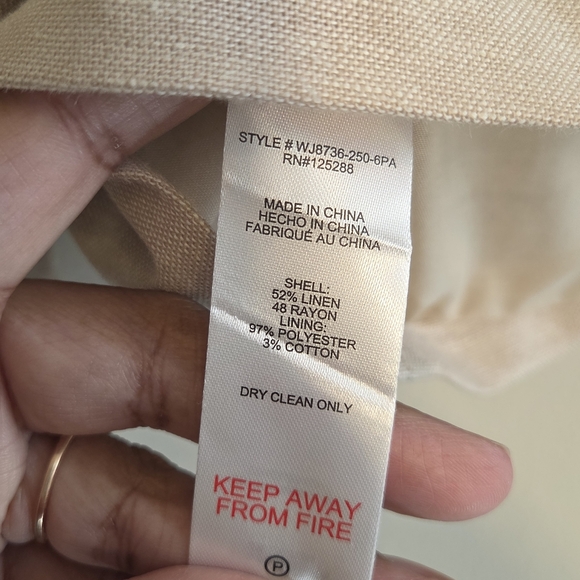 STYLE # WJ8736-250-6PA
RN#125288
MADE IN CHINA
HECHO IN CHINA
FABRIQUÉ AU CHINA
SHELL:
52% LINEN
48 RAYON
LINING:
97% POLYESTER
3% COTTON
DRY CLEAN ONLY
KEEP AWAY
FROM FIRE
P